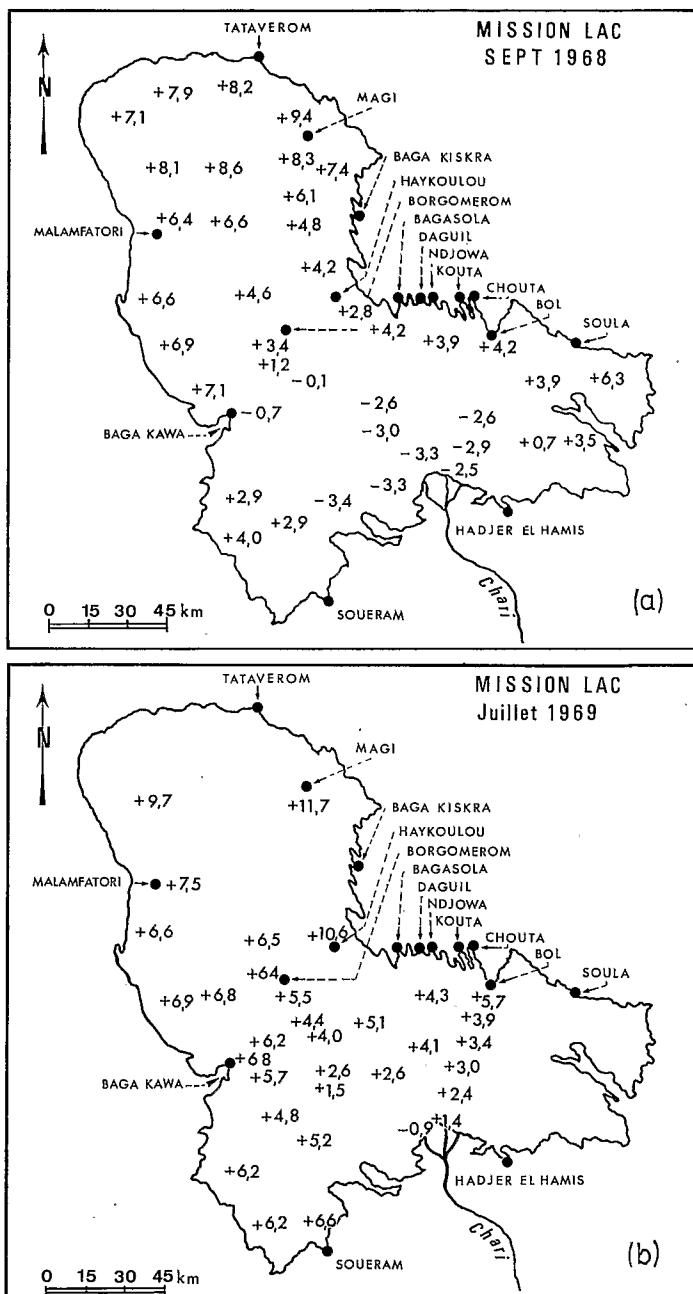 MISSION LAC
SEPT 1968
TATAVEROM
N
+7,9
+8,2
+7,1
+9,4
MAGI
+8,1
+8,6
+8,3
+7,4
BAGA KISKRA
HAYKOULOU
+6,1
BORGOMEROM
+6,4
+6,6
+4,8
BAGASOLA
MALAMFATORI
DAGUIL
NDJOWA
KOUTA
+4,2
CHOUTA
+6,6
+4,6
+2,8
BOL
+4,2
SOULA
+6,9
+3,4
+3,9
+4,2
+1,2
+7,1
-0,1
+3,9
+6,3
-0,7
-2,6
-2,6
BAGA KAWA
-3,0
-2,9
+0,7
+3,5
-3,3
-2,5
-3,3
+2,9
-3,4
+2,9
+4,0
HADJER EL HAMIS
Chari
0 15 30 45 km
SOUERAM
(a)
MISSION LAC
Juillet 1969
TATAVEROM
N
MAGI
+9,7
+11,7
BAGA KISKRA
HAYKOULOU
BORGOMEROM
BAGASOLA
MALAMFATORI
+7,5
DAGUIL
NDJOWA
KOUTA
+6,6
+6,5
+10,6
CHOUTA
BOL
+64
SOULA
+6,9
+6,8
+5,5
+4,3
+5,7
+4,4
+5,1
+3,9
+6,2
+4,0
+4,1
+3,4
+68
BAGA KAWA
+5,7
+2,6
+2,6
+3,0
+1,5
+2,4
+4,8
-0,9
+1,4
+5,2
+6,2
HADJER EL HAMIS
+6,2
+6,6
Chari
SOUERAM
0 15 30 45 km
(b)